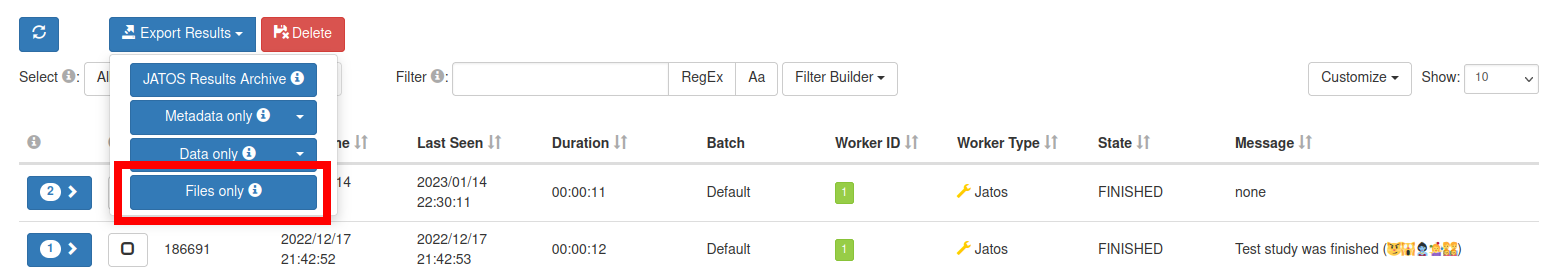 Export Results Delete
Select : Al Filter : RegEx Aa Filter Builder Customize Show: 10
JATOS Results Archive
Metadata only
Data only
Files only
me Last Seen Duration Batch Worker ID Worker Type State Message
2 14 2023/01/14 22:30:11 00:00:11 Default 1 Jatos FINISHED none
1 186691 2022/12/17 21:42:52 2022/12/17 21:42:53 00:00:12 Default 1 Jatos FINISHED Test study was finished ()